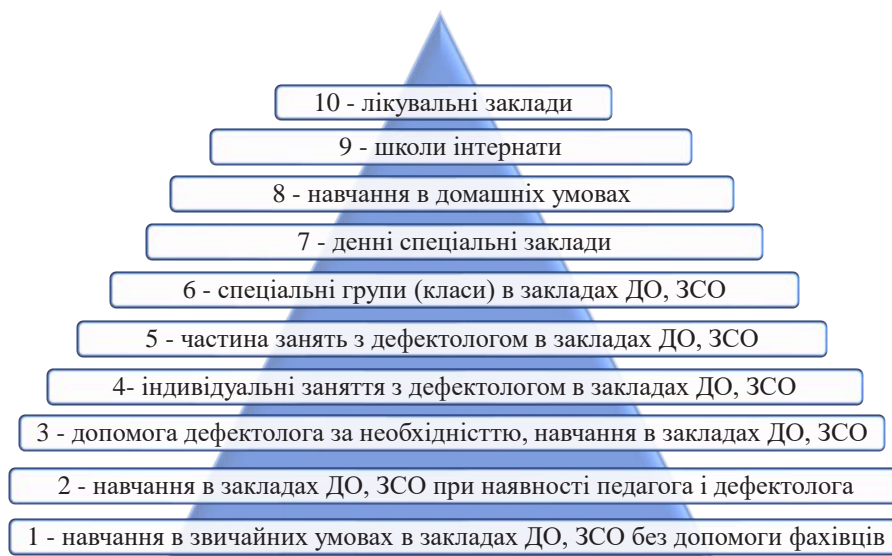 10 - лікувальні заклади
9 - школи інтернати
8 - навчання в домашніх умовах
7 - денні спеціальні заклади
6 - спеціальні групи (класи) в закладах ДО, ЗСО
5 - частина занять з дефектологом в закладах ДО, ЗСО
4- індивідуальні заняття з дефектологом в закладах ДО, ЗСО
3 - допомога дефектолога за необхідністтю, навчання в закладах ДО, ЗСО
2 - навчання в закладах ДО, ЗСО при наявності педагога і дефектолога
1 - навчання в звичайних умовах в закладах ДО, ЗСО без допомоги фахівців